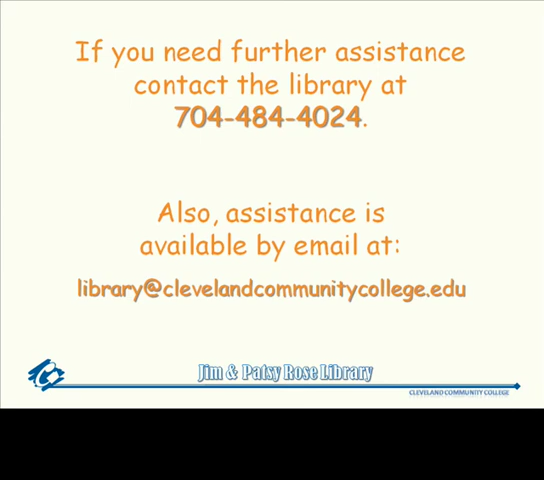 If you need further assistance
contact the library at
704-484-4024.
Also, assistance is
available by email at:
library@clevelandcommunitycollege.edu
Jim & Patsy Rose Library
CLEVELAND COMMUNITY COLLEGE